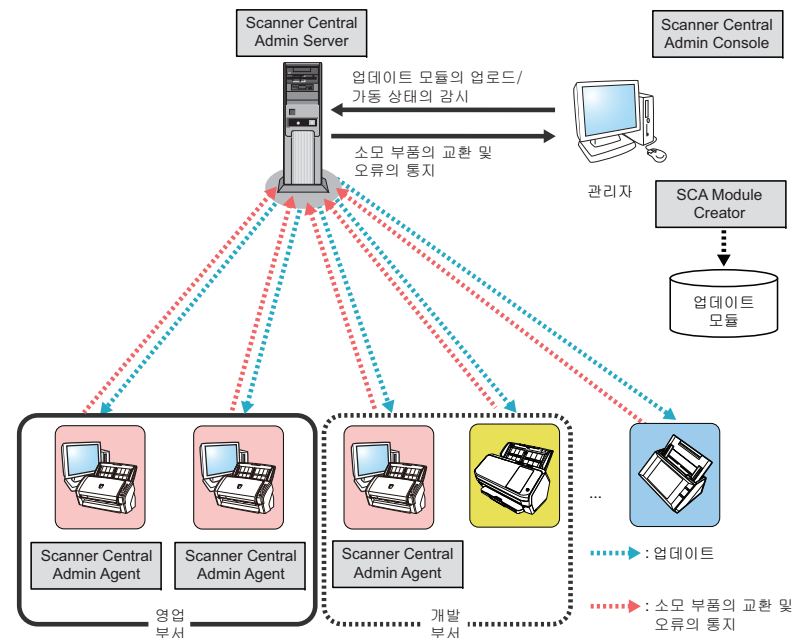 Scanner Central
Admin Server
Scanner Central
Admin Console
업데이트 모듈의 업로드/
가동 상태의 감시
소모 부품의 교환 및
오류의 통지
관리자
SCA Module
Creator
업데이트
모듈
...
Scanner Central
Admin Agent
Scanner Central
Admin Agent
Scanner Central
Admin Agent
: 업데이트
: 소모 부품의 교환 및
오류의 통지
영업
부서
개발
부서